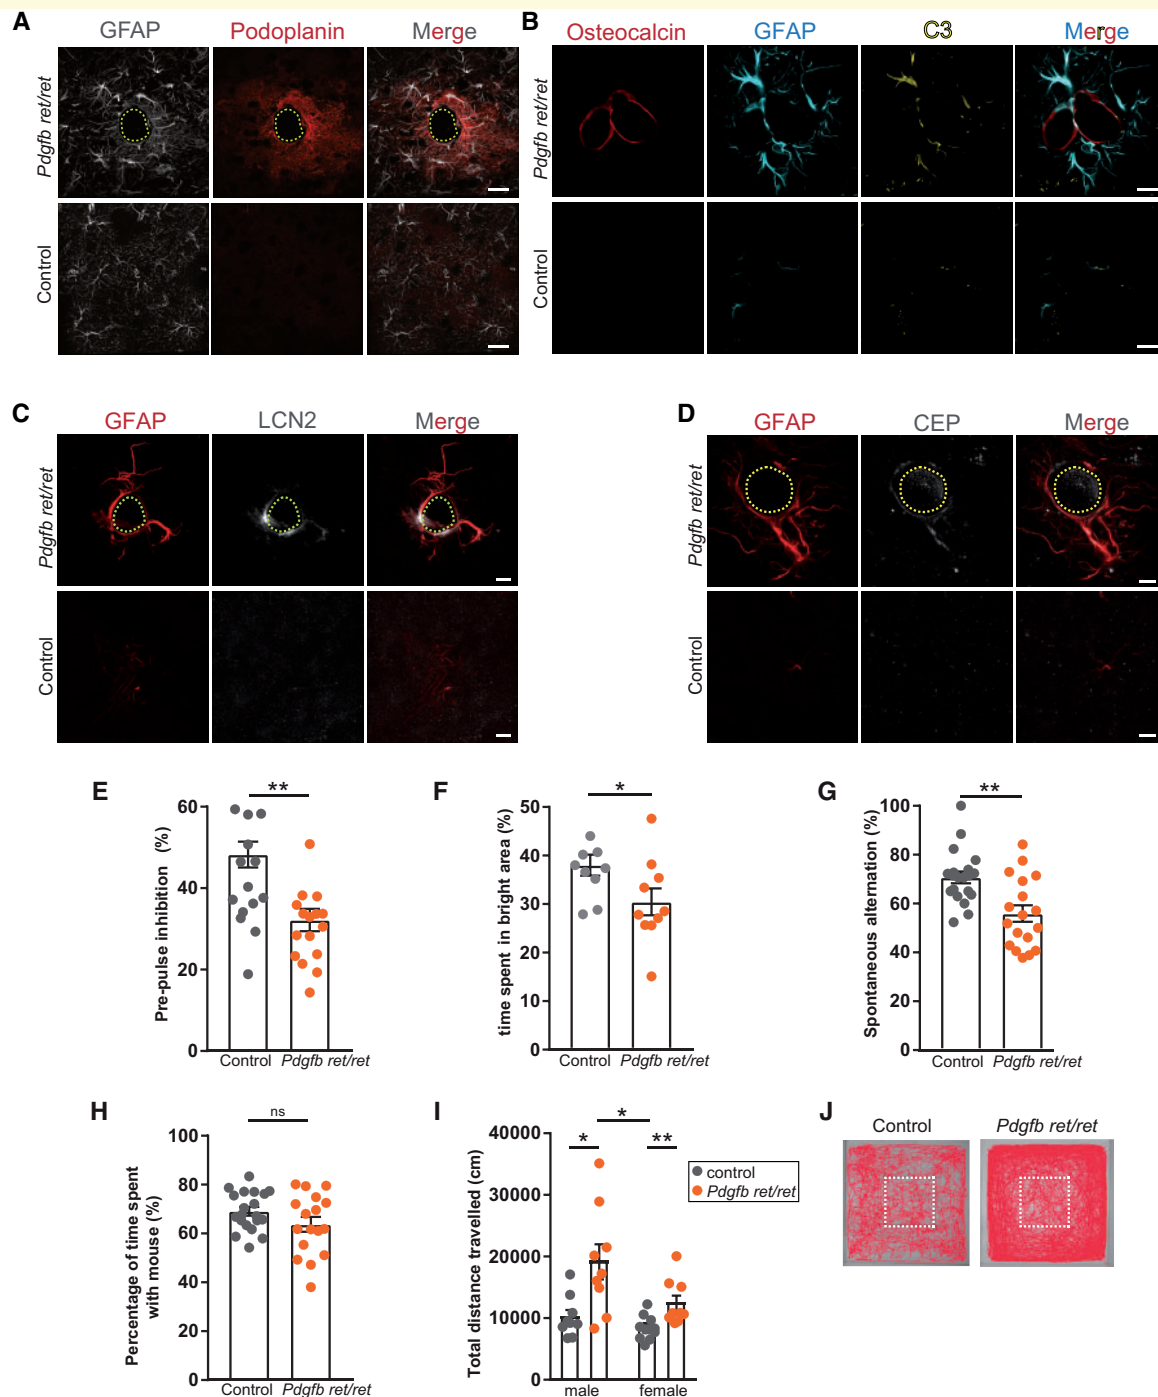 A
GFAP Podoplanin Merge
Pdgfb ret/ret
Control
B
Osteocalcin GFAP C3 Merge
Pdgfb ret/ret
Control
C
GFAP LCN2 Merge
Pdgfb ret/ret
Control
D
GFAP CEP Merge
Pdgfb ret/ret
Control
E
**
Pre-pulse inhibition (%)
60
40
20
0
Control Pdgfb ret/ret
F
*
time spent in bright area (%)
50
40
30
20
10
0
Control Pdgfb ret/ret
G
**
Spontaneous alternation (%)
100
80
60
40
20
0
Control Pdgfb ret/ret
H
ns
Percentage of time spent
with mouse (%)
100
80
60
40
20
0
Control Pdgfb ret/ret
I
*
* **
Total distance travelled (cm)
40000
30000
20000
10000
0
male female
control
Pdgfb ret/ret
J
Control Pdgfb ret/ret